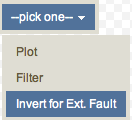 --pick one--
Plot
Filter
Invert for Ext. Fault